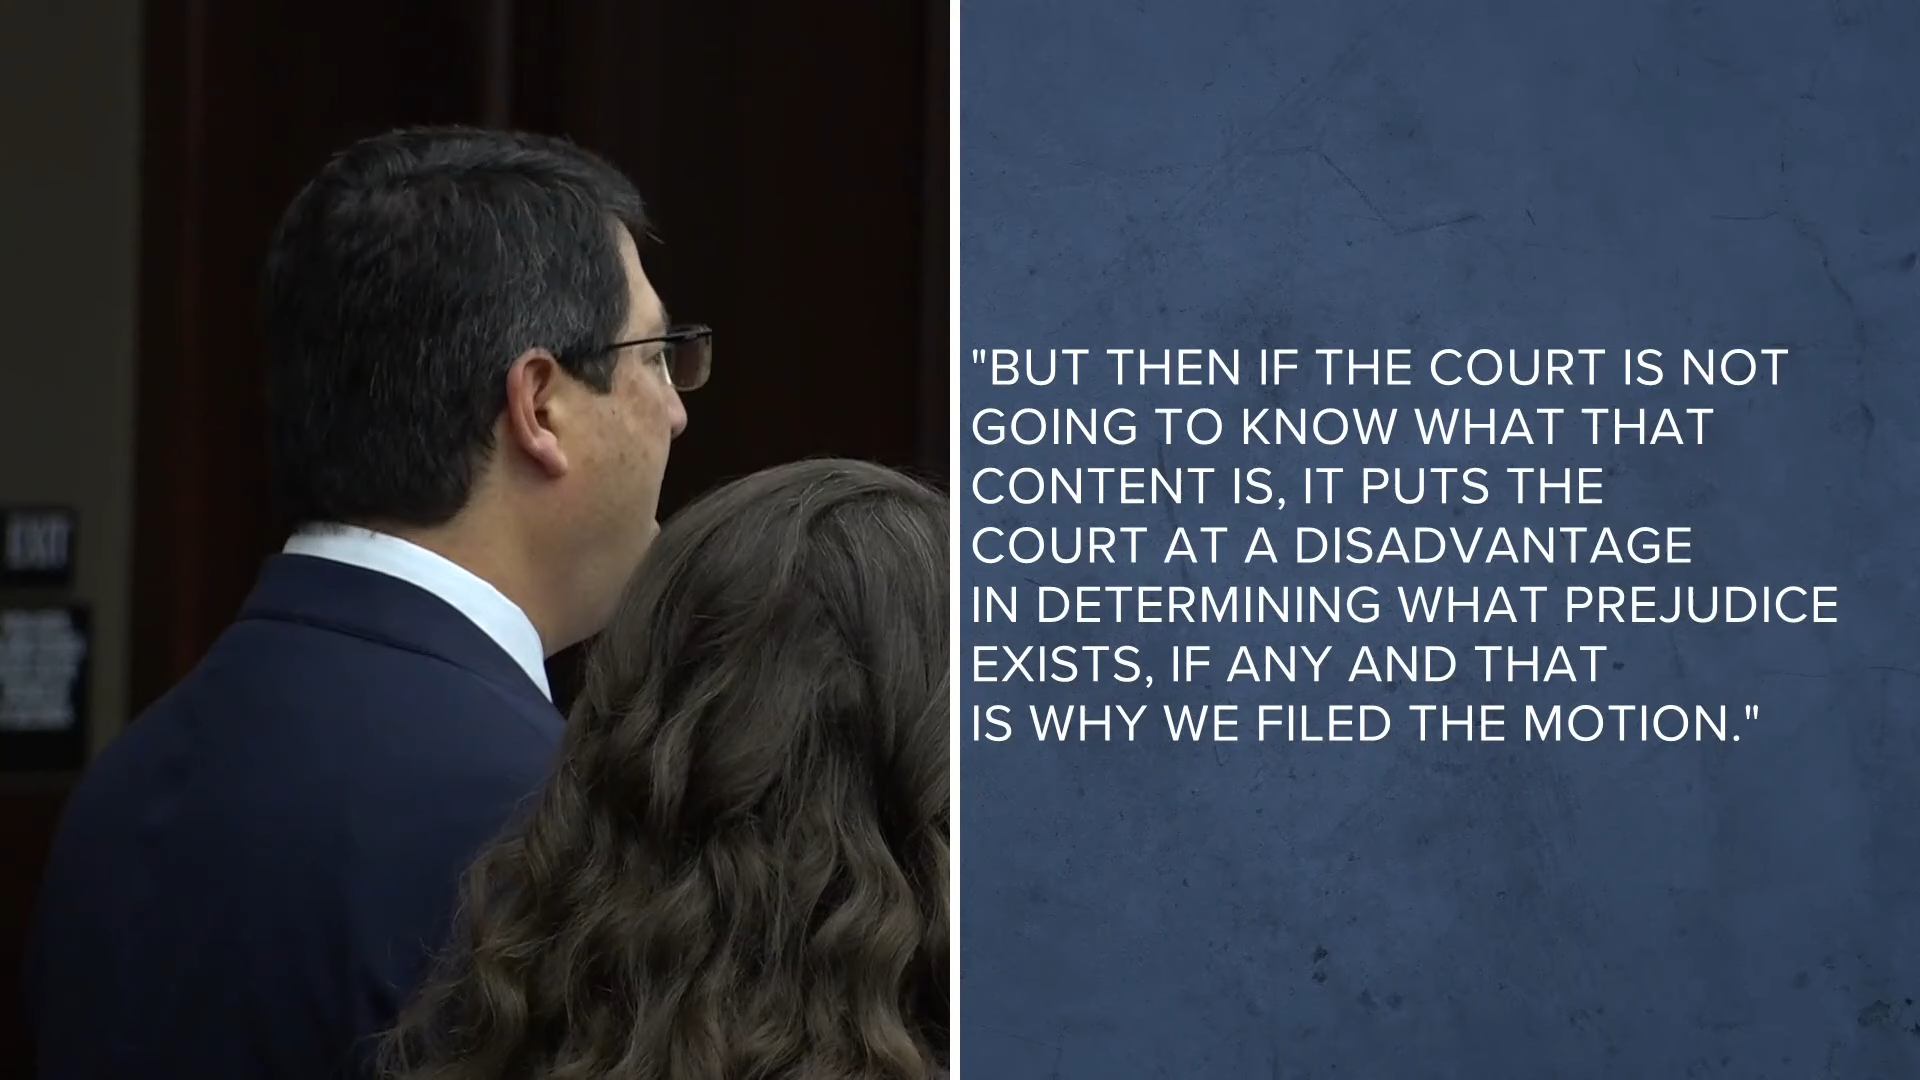 EXIT
"BUT THEN IF THE COURT IS NOT
GOING TO KNOW WHAT THAT
CONTENT IS, IT PUTS THE
COURT AT A DISADVANTAGE
IN DETERMINING WHAT PREJUDICE
EXISTS, IF ANY AND THAT
IS WHY WE FILED THE MOTION."